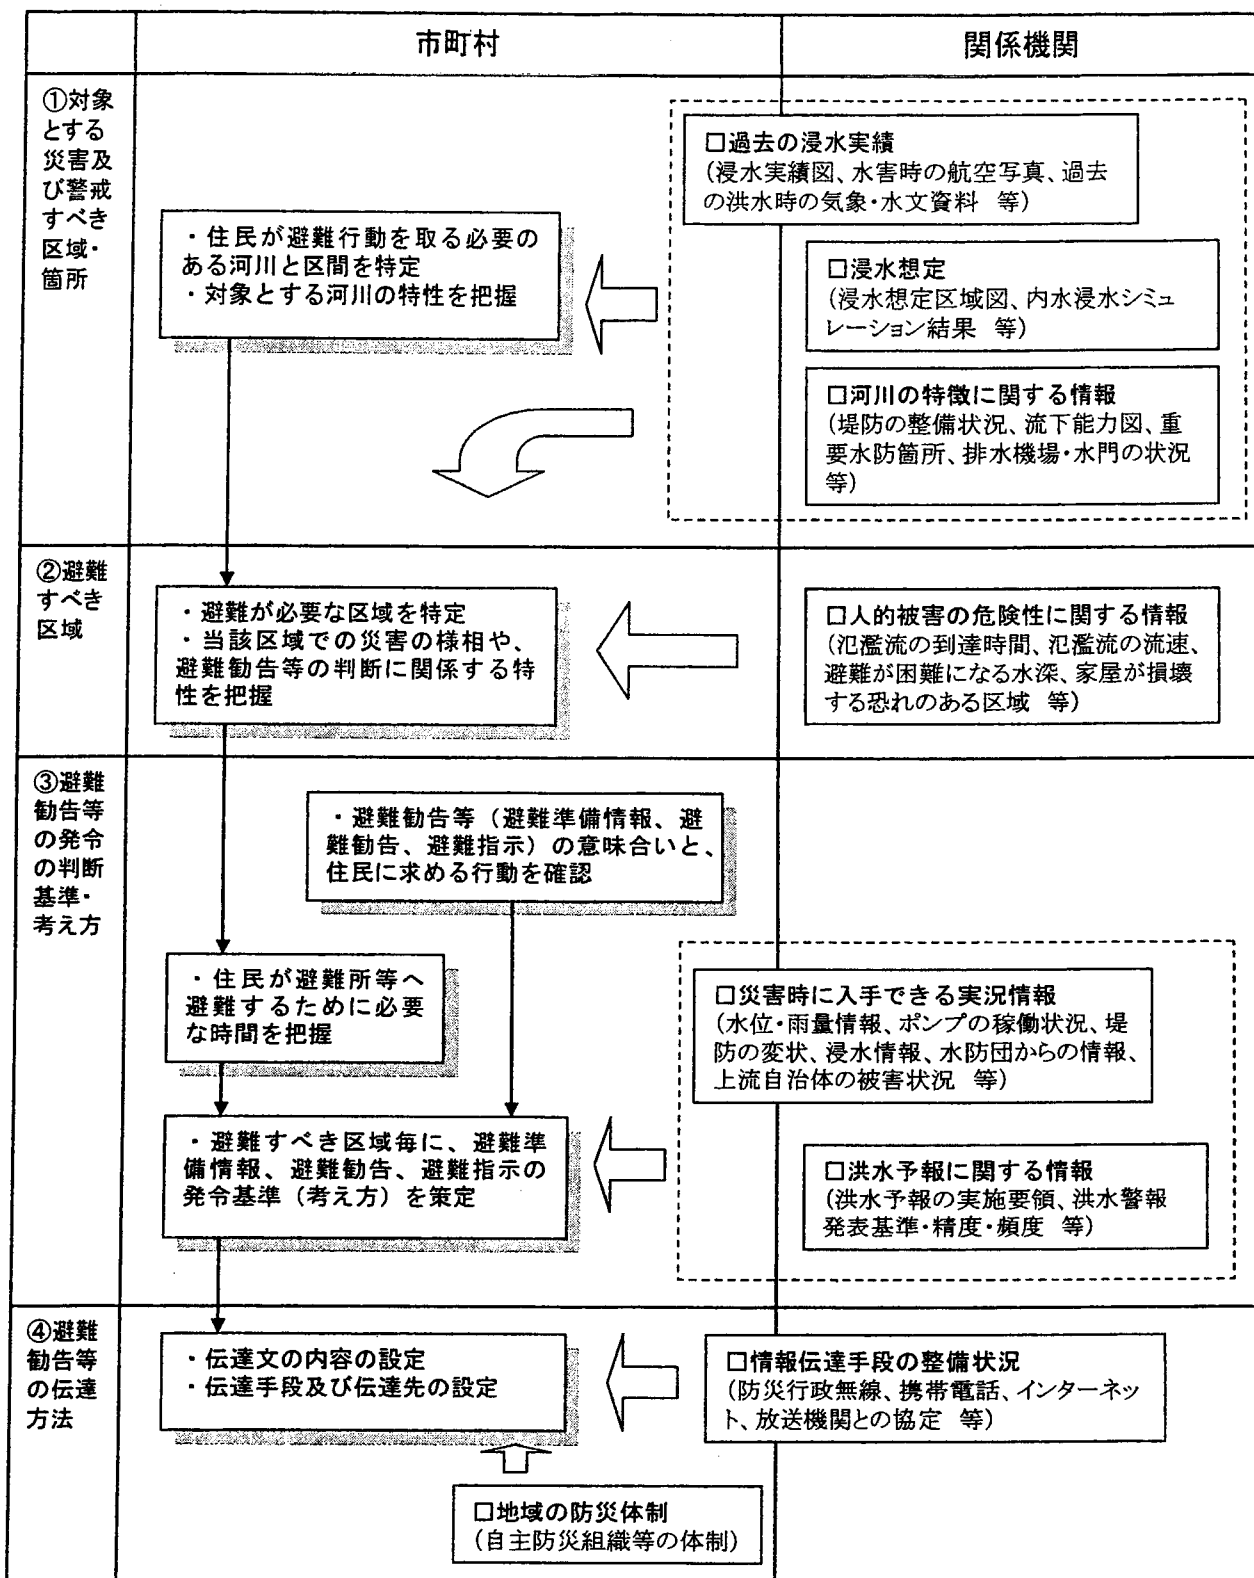 市町村
関係機関
①対象
とする
災害及
び警戒
すべき
区域・
箇所
・住民が避難行動を取る必要の
ある河川と区間を特定
・対象とする河川の特性を把握
□過去の浸水実績
（浸水実績図、水害時の航空写真、過去
の洪水時の気象・水文資料 等）
□浸水想定
（浸水想定区域図、内水浸水シミュ
レーション結果 等）
□河川の特徴に関する情報
（堤防の整備状況、流下能力図、重
要水防箇所、排水機場・水門の状況
等）
②避難
すべき
区域
・避難が必要な区域を特定
・当該区域での災害の様相や、
避難勧告等の判断に関係する特
性を把握
□人的被害の危険性に関する情報
（氾濫流の到達時間、氾濫流の流速、
避難が困難になる水深、家屋が損壊
する恐れのある区域 等）
③避難
勧告等
の発令
の判断
基準・
考え方
・避難勧告等（避難準備情報、避
難勧告、避難指示）の意味合いと、
住民に求める行動を確認
・住民が避難所等へ
避難するために必要
な時間を把握
□災害時に入手できる実況情報
（水位・雨量情報、ポンプの稼働状況、堤
防の変状、浸水情報、水防団からの情報、
上流自治体の被害状況 等）
・避難すべき区域毎に、避難準
備情報、避難勧告、避難指示の
発令基準（考え方）を策定
□洪水予報に関する情報
（洪水予報の実施要領、洪水警報
発表基準・精度・頻度 等）
④避難
勧告等
の伝達
方法
・伝達文の内容の設定
・伝達手段及び伝達先の設定
□情報伝達手段の整備状況
（防災行政無線、携帯電話、インターネッ
ト、放送機関との協定 等）
□地域の防災体制
（自主防災組織等の体制）